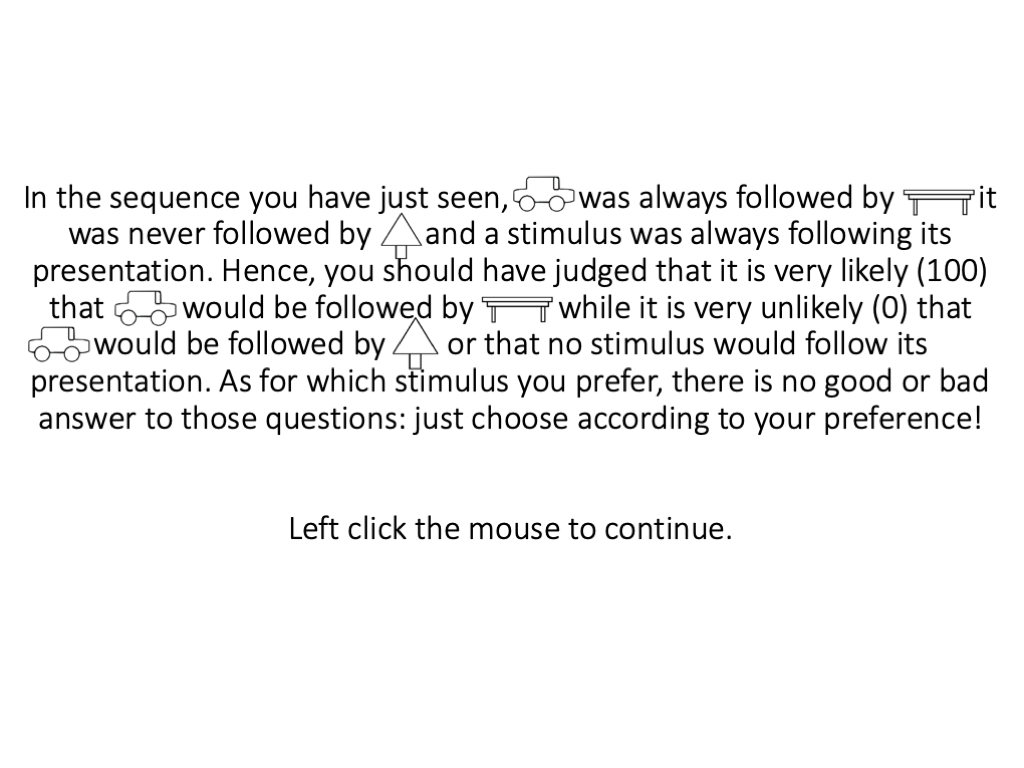 In the sequence you have just seen, was always followed by it
was never followed by and a stimulus was always following its
presentation. Hence, you should have judged that it is very likely (100)
that would be followed by while it is very unlikely (0) that
would be followed by or that no stimulus would follow its
presentation. As for which stimulus you prefer, there is no good or bad
answer to those questions: just choose according to your preference!
Left click the mouse to continue.